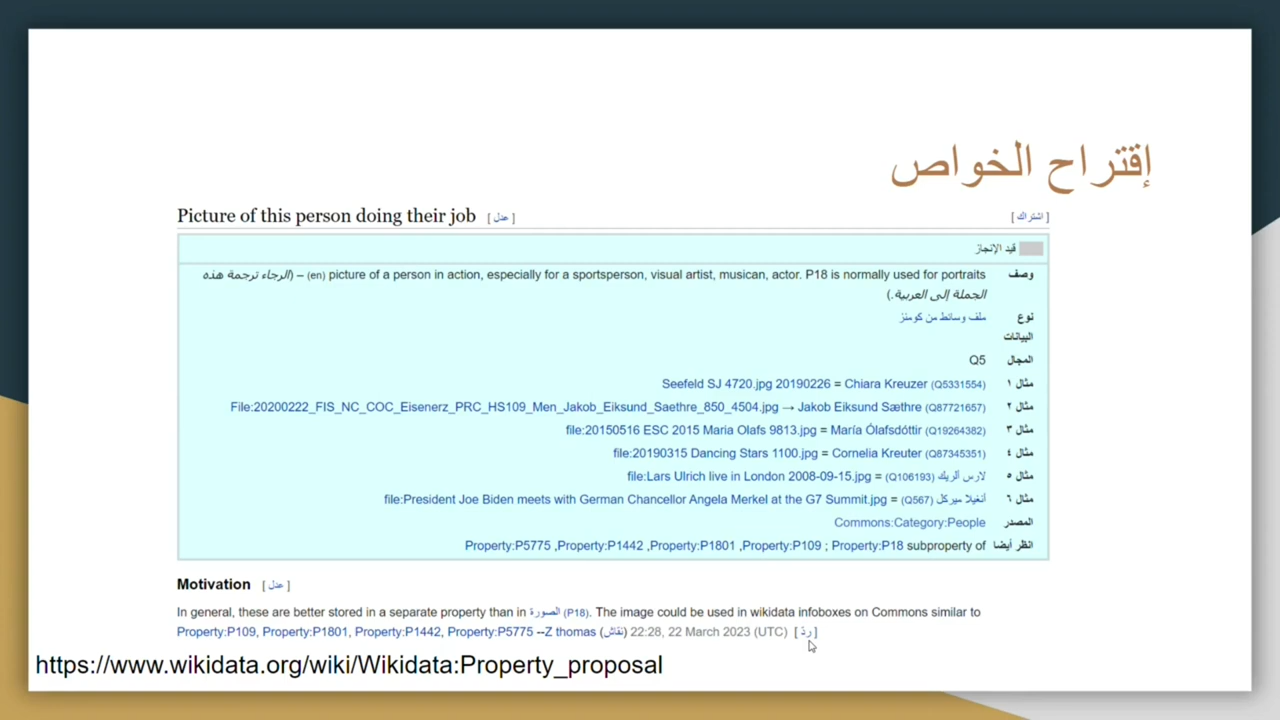 إقتراح الخواص
Picture of this person doing their job [ عدل ]
[ اشتراك ]
قيد الإنجاز
وصف picture of a person in action, especially for a sportsperson, visual artist, musican, actor. P18 is normally used for portraits (en) – (الرجاء ترجمة هذه
الجملة إلى العربية.)
نوع ملف وسائط من كومنز
البيانات
المجال Q5
مثال ١ Seefeld SJ 4720.jpg 20190226 = Chiara Kreuzer (Q5331554)
مثال ٢ File:20200222_FIS_NC_COC_Eisenerz_PRC_HS109_Men_Jakob_Eiksund_Saethre_850_4504.jpg → Jakob Eiksund Sæthre (Q87721657)
مثال ٣ file:20150516 ESC 2015 Maria Olafs 9813.jpg = María Ólafsdóttir (Q19264382)
مثال ٤ file:20190315 Dancing Stars 1100.jpg = Cornelia Kreuter (Q87345351)
مثال ٥ file:Lars Ulrich live in London 2008-09-15.jpg = (Q106193) لارس ألريك
مثال ٦ file:President Joe Biden meets with German Chancellor Angela Merkel at the G7 Summit.jpg = (Q567) أنغيلا ميركل
المصدر Commons:Category:People
انظر أيضا Property:P5775 ,Property:P1442 ,Property:P1801 ,Property:P109 ; Property:P18 subproperty of
Motivation [ عدل ]
In general, these are better stored in a separate property than in الصورة (P18). The image could be used in wikidata infoboxes on Commons similar to
Property:P109, Property:P1801, Property:P1442, Property:P5775 --Z thomas (نقاش) 22:28, 22 March 2023 (UTC) [ ردّ ]
https://www.wikidata.org/wiki/Wikidata:Property_proposal